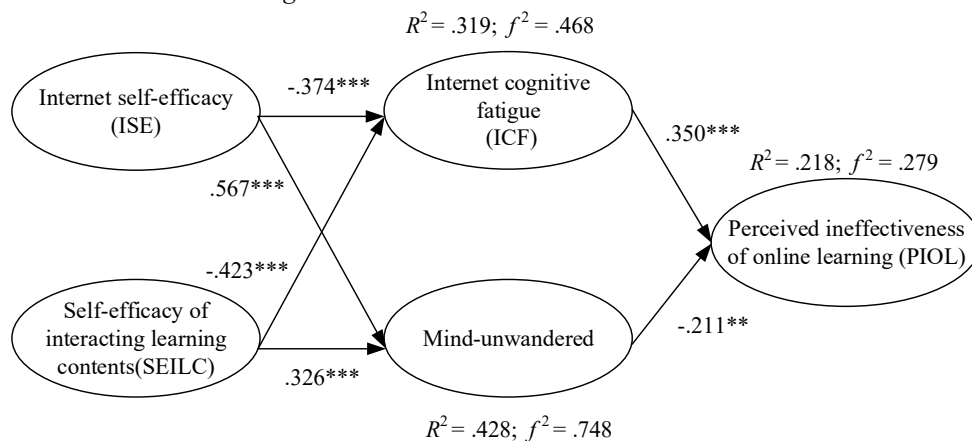 R² = .319; f² = .468
-.374***
Internet self-efficacy
(ISE)
Internet cognitive
fatigue
(ICF)
.350***
R² = .218; f² = .279
.567***
Perceived ineffectiveness
of online learning (PIOL)
-.423***
Self-efficacy of
interacting learning
contents(SEILC)
Mind-unwandered
-.211**
.326***
R² = .428; f² = .748